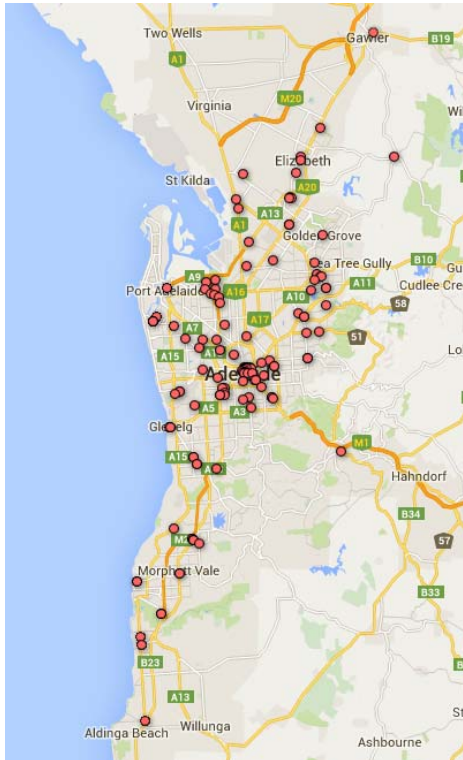 Two Wells
Gawler
B19
A1
M20
Virginia
Elizabeth
St Kilda
A20
A13
A1
Golden Grove
B10
A9
Tea Tree Gully
A11
Port Adelaide
A16
A10
Cudlee Cree
58
A7
A17
51
A15
Adelaide
A5
A3
Glenelg
M1
A15
Hahndorf
B34
57
Morphett Vale
B33
B23
A13
Aldinga Beach
Willunga
Ashbourne